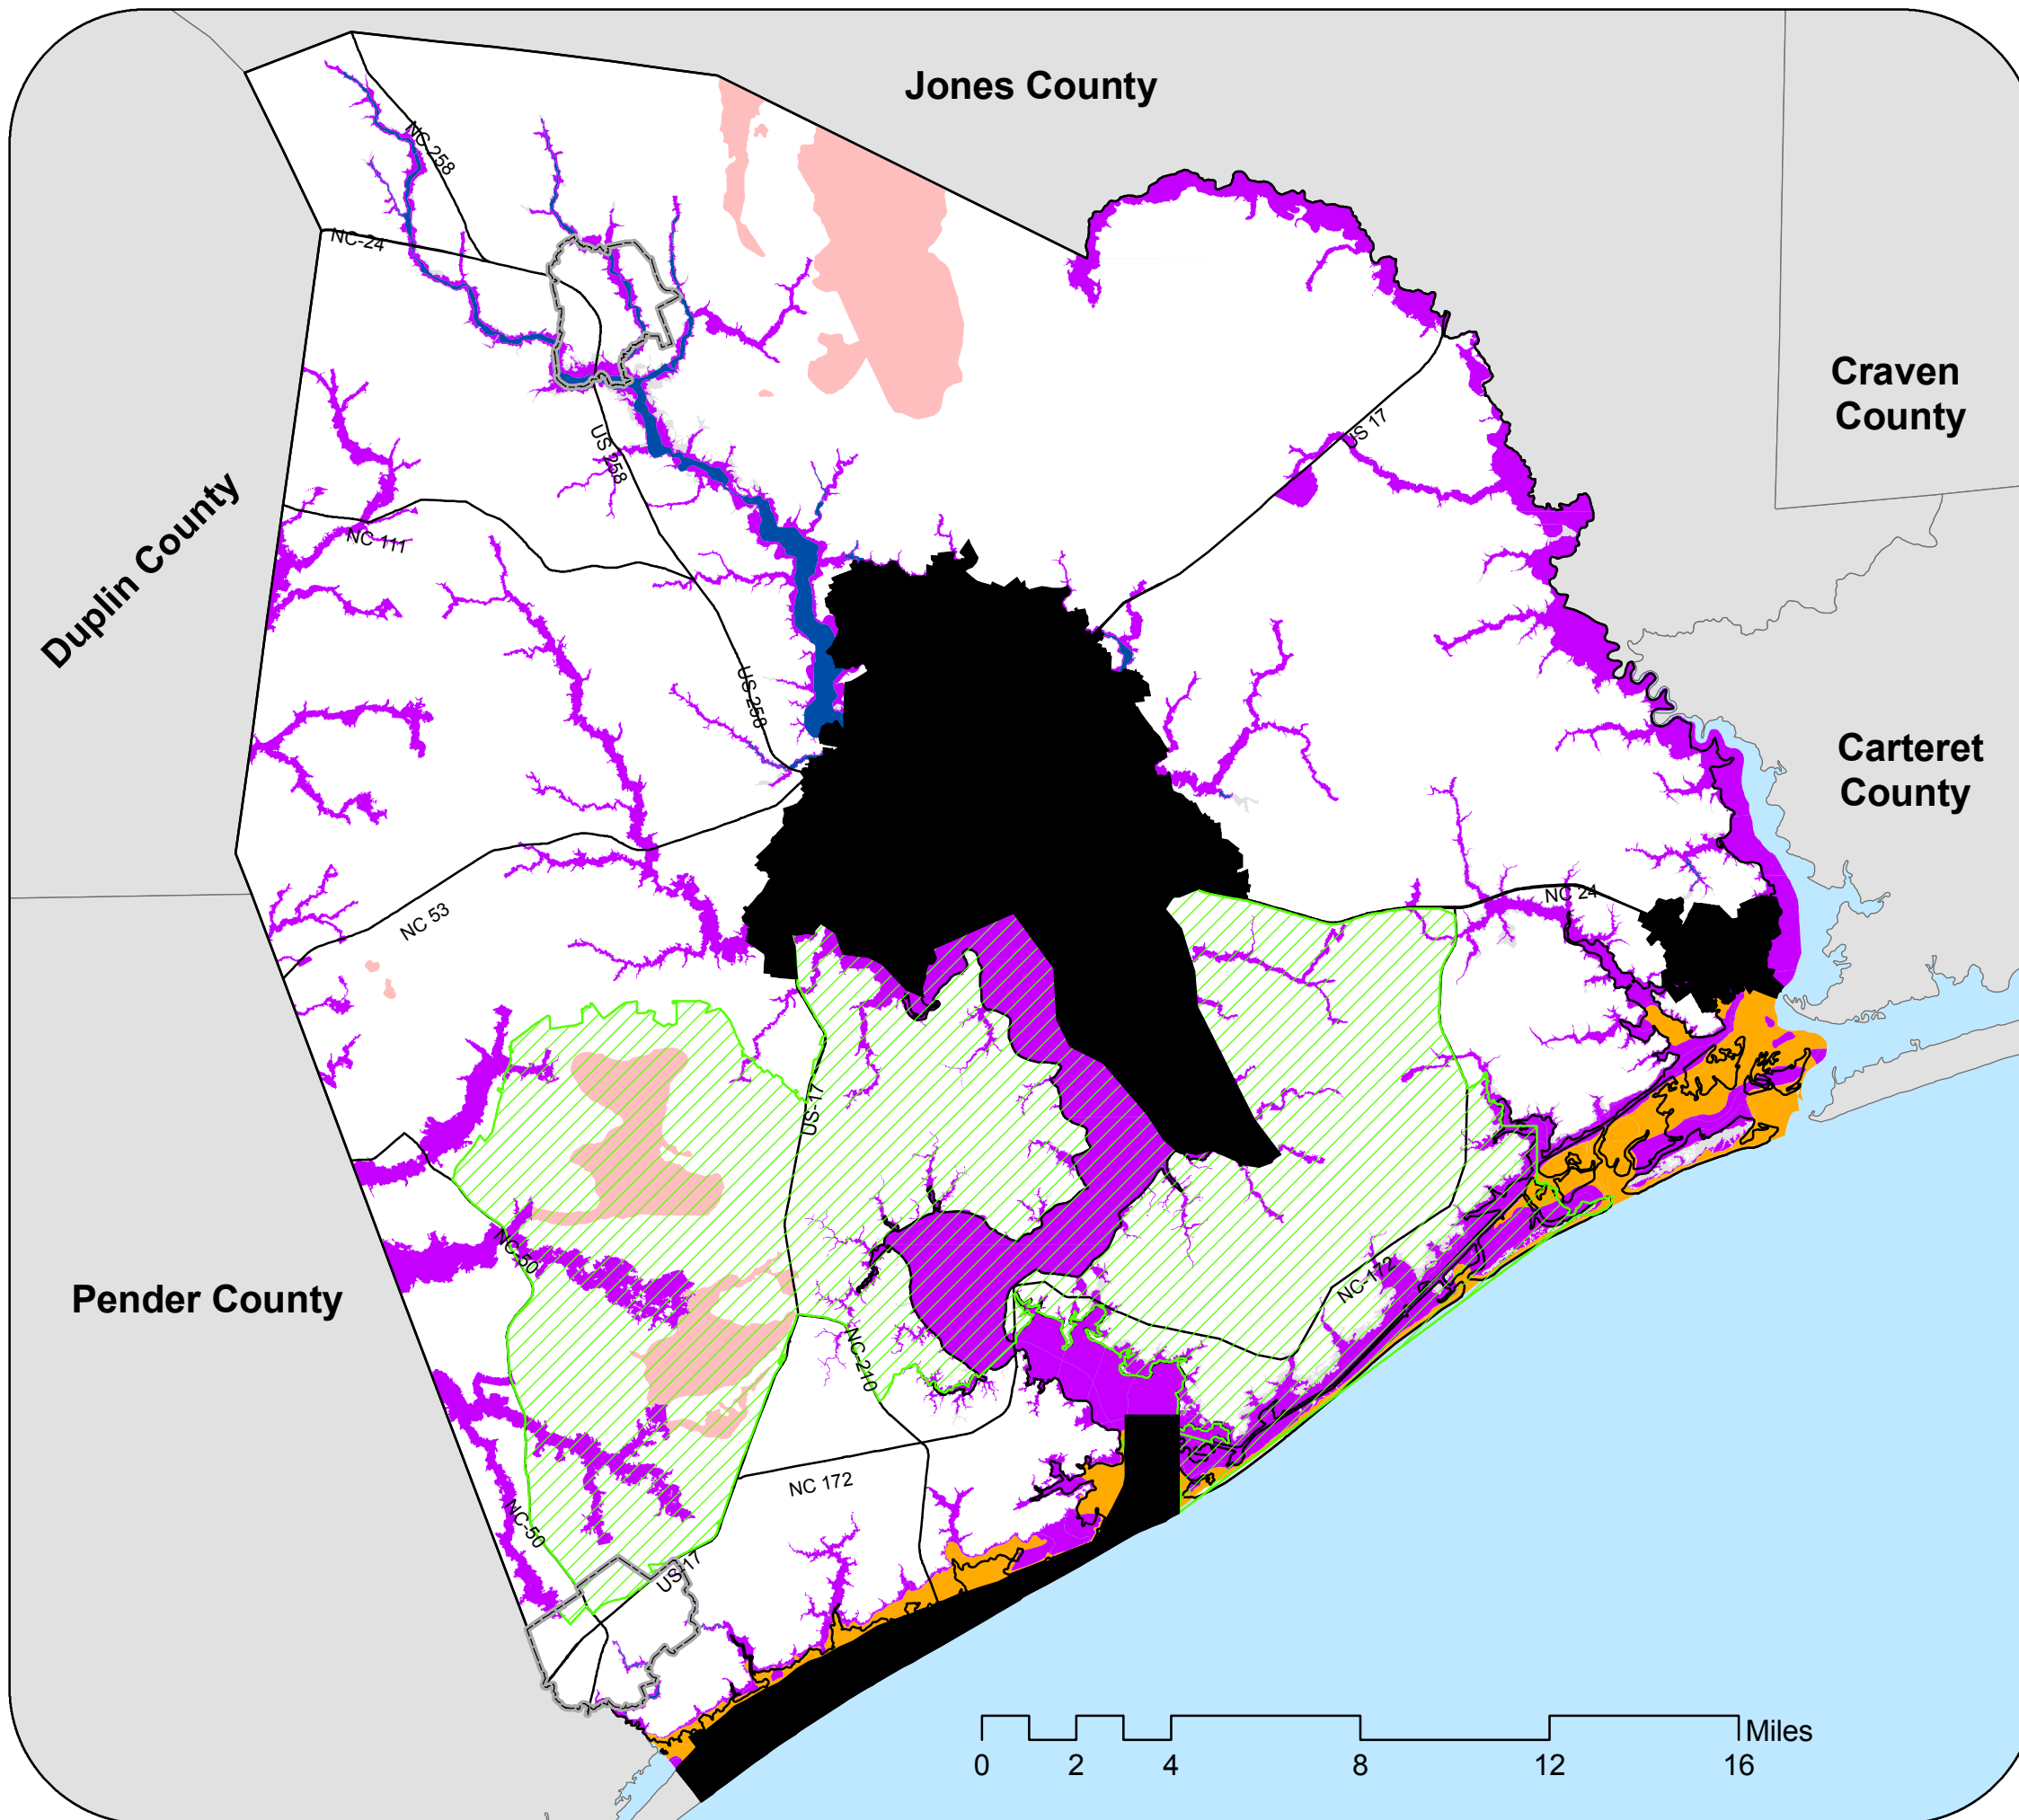 Jones County
NC 258
NC-24
Craven
County
US 17
US 258
Duplin County
NC 111
US 258
Carteret
County
NC 24
NC 53
US-17
NC-50
NC-172
Pender County
NC-210
NC 172
NC-50
US-17
Miles
0 2 4 8 12 16